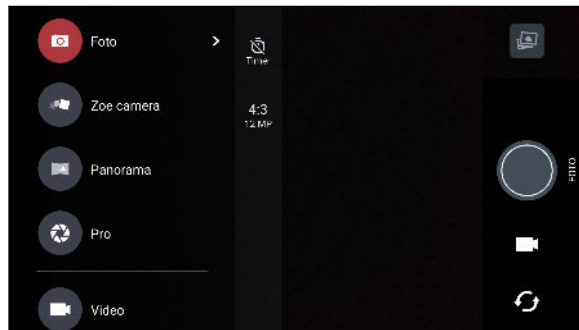 Foto
Timer
Zoe camera
4:3
12 MP
Panorama
FOTO
Pro
Video